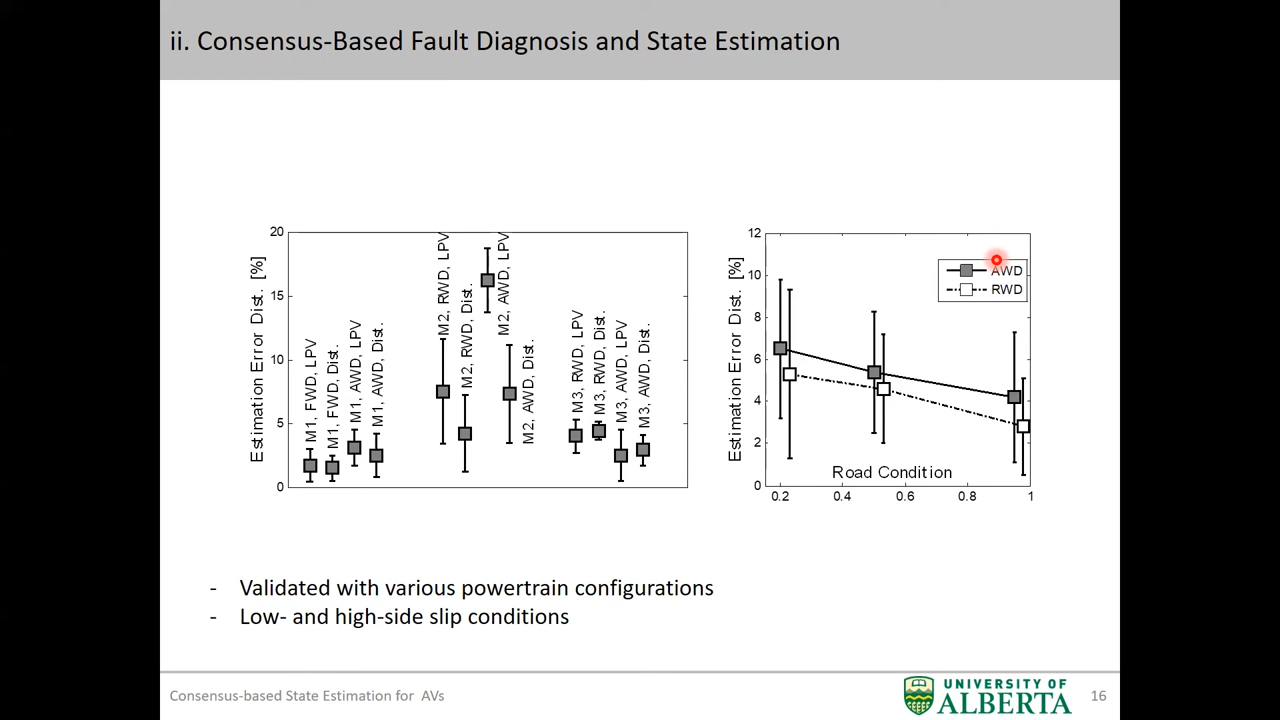 ii. Consensus-Based Fault Diagnosis and State Estimation
Estimation Error Dist. [%]
20
15
10
5
0
M1, FWD, LPV
M1, FWD, Dist.
M1, AWD, LPV
M1, AWD, Dist.
M2, RWD, LPV
M2, RWD, Dist.
M2, AWD, LPV
M2, AWD, Dist.
M3, RWD, LPV
M3, RWD, Dist.
M3, AWD, LPV
M3, AWD, Dist.
Estimation Error Dist. [%]
12
10
8
6
4
2
0
AWD
RWD
Road Condition
0.2 0.4 0.6 0.8 1
- Validated with various powertrain configurations
- Low- and high-side slip conditions
Consensus-based State Estimation for AVs
UNIVERSITY OF
ALBERTA
16